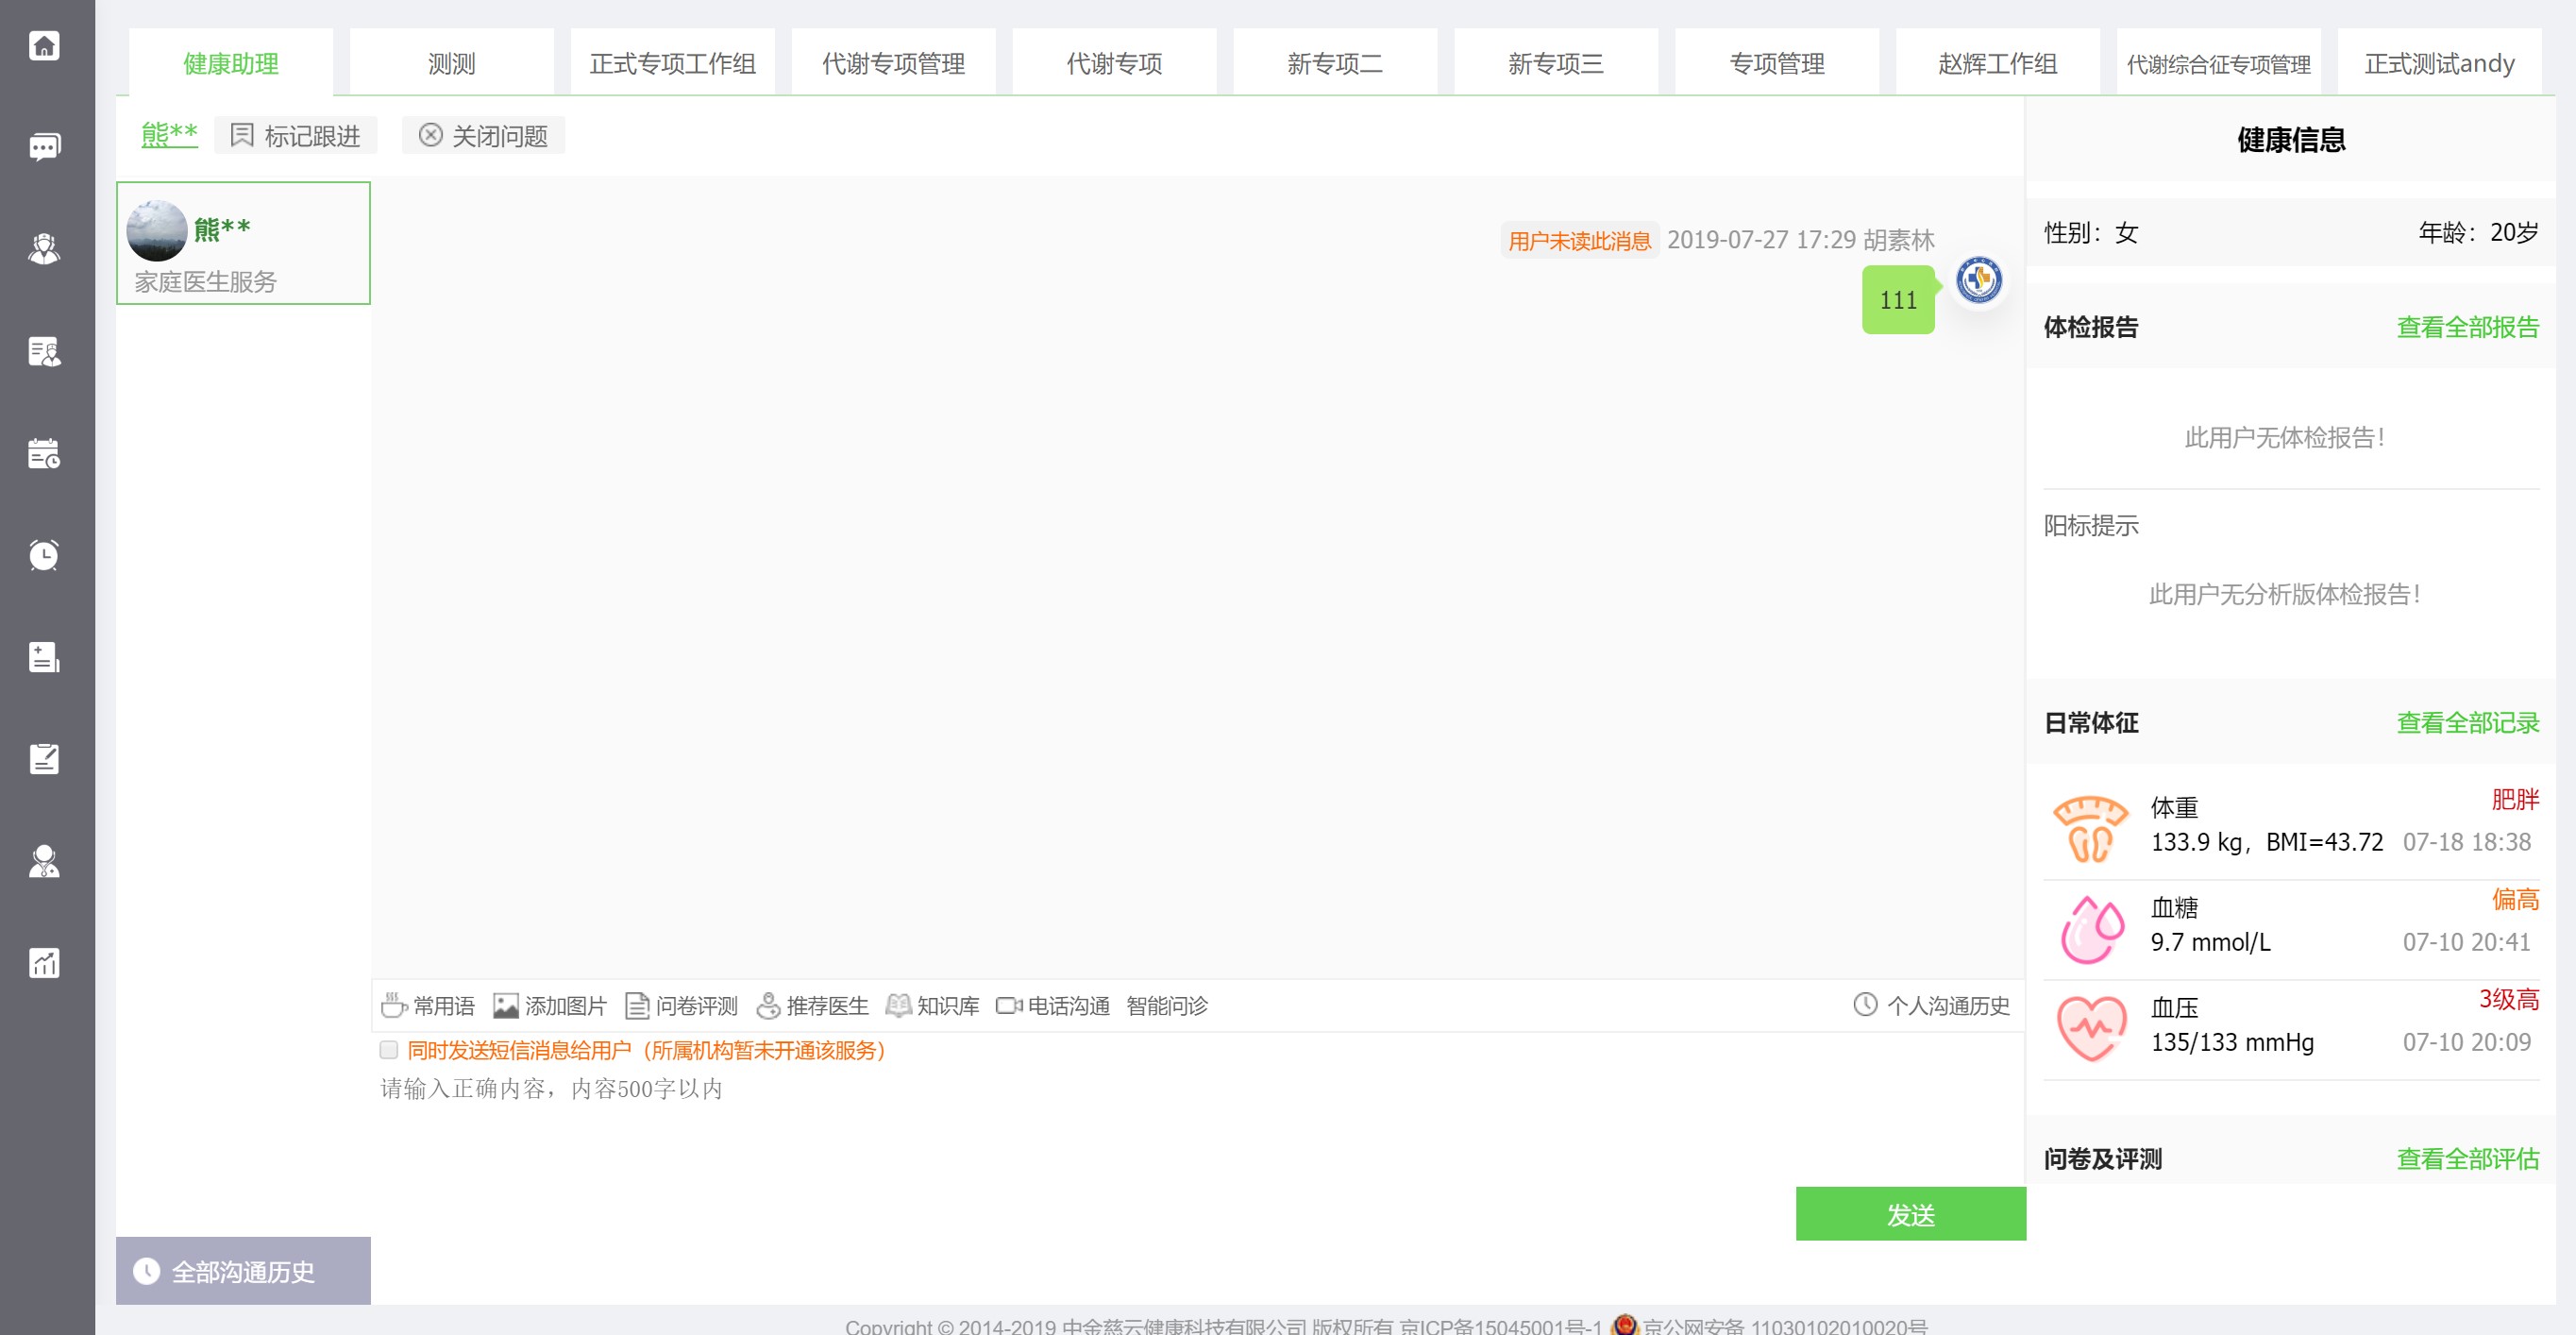 健康助理 测测 正式专项工作组 代谢专项管理 代谢专项 新专项二 新专项三 专项管理 赵辉工作组 代谢综合征专项管理 正式测试andy
熊** 标记跟进 关闭问题
熊**
家庭医生服务
用户未读此消息 2019-07-27 17:29 胡素林
111
常用语 添加图片 问卷评测 推荐医生 知识库 电话沟通 智能问诊 个人沟通历史
同时发送短信消息给用户（所属机构暂未开通该服务）
请输入正确内容，内容500字以内
发送
全部沟通历史
健康信息
性别：女 年龄：20岁
体检报告 查看全部报告
此用户无体检报告！
阳标提示
此用户无分析版体检报告！
日常体征 查看全部记录
体重 肥胖
133.9 kg，BMI=43.72 07-18 18:38
血糖 偏高
9.7 mmol/L 07-10 20:41
血压 3级高
135/133 mmHg 07-10 20:09
问卷及评测 查看全部评估
Copyright © 2014-2019 中金慈云健康科技有限公司 版权所有 京ICP备15045001号-1 京公网安备 11030102010020号